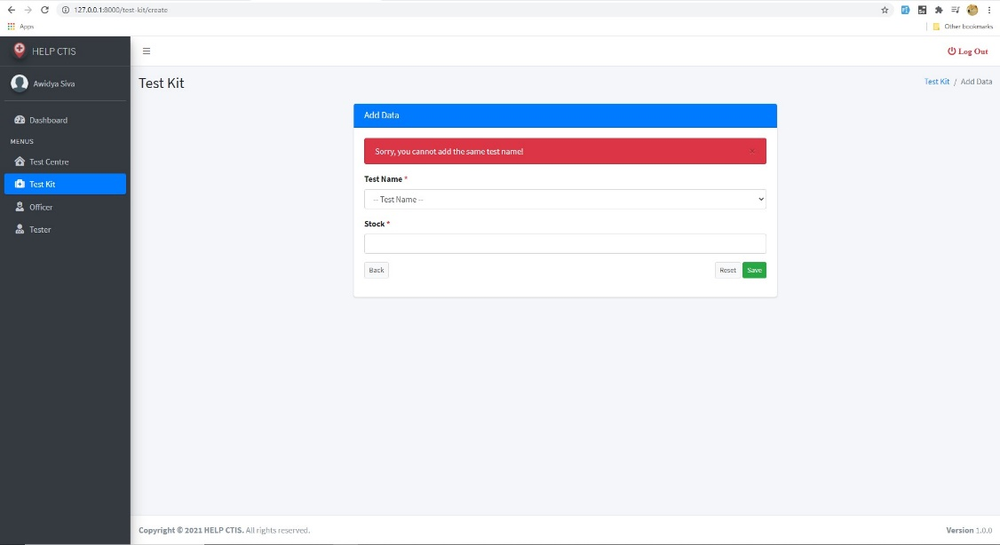 127.0.0.1:8000/test-kit/create
Apps
Other bookmarks
HELP CTIS
Log Out
Awidya Siva
Test Kit
Test Kit / Add Data
Dashboard
MENUS
Test Centre
Test Kit
Officer
Tester
Add Data
Sorry, you cannot add the same test name!
×
Test Name *
-- Test Name --
Stock *
Back
Reset
Save
Copyright © 2021 HELP CTIS. All rights reserved.
Version 1.0.0